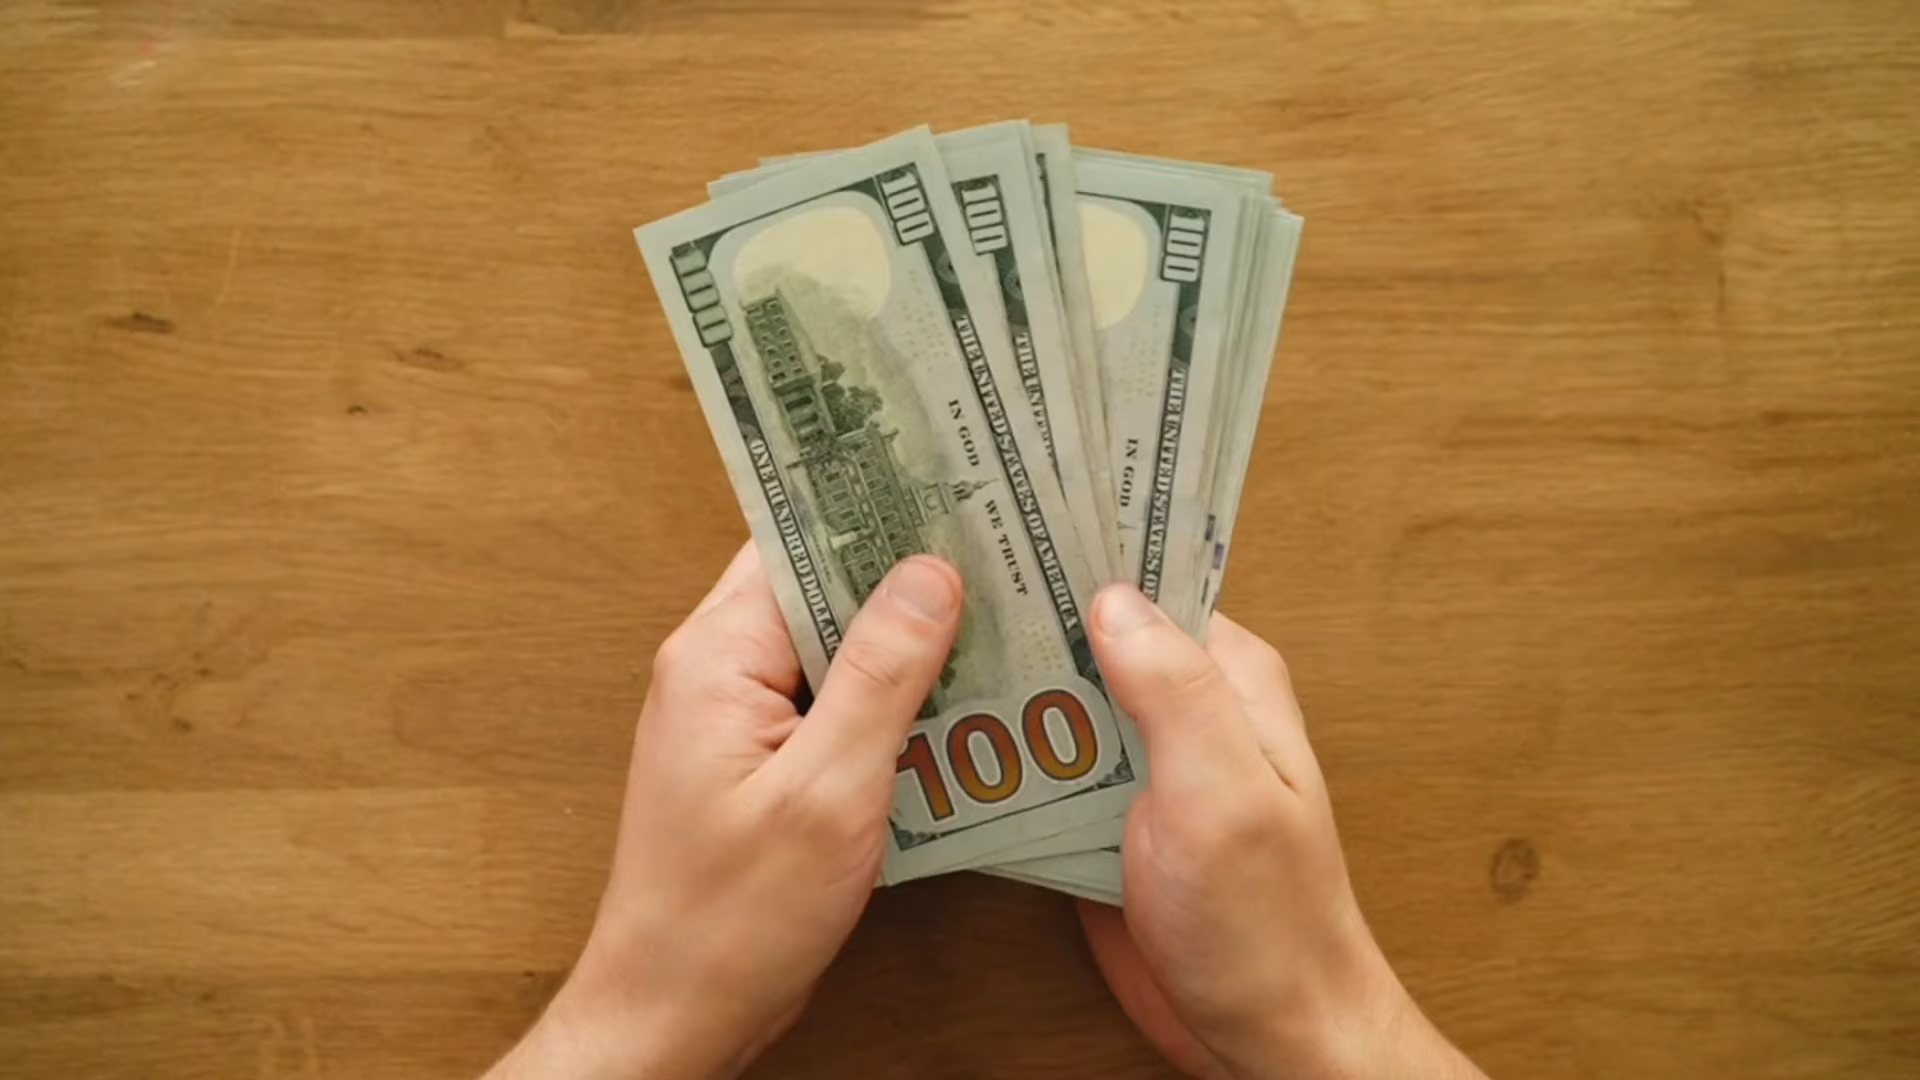 100
100
ONE HUNDRED DOLLARS
IN GOD WE TRUST
THE UNITED STATES OF AMERICA
100
100
THE UNITED
100
IN GOD
THE UNITED STATES OF